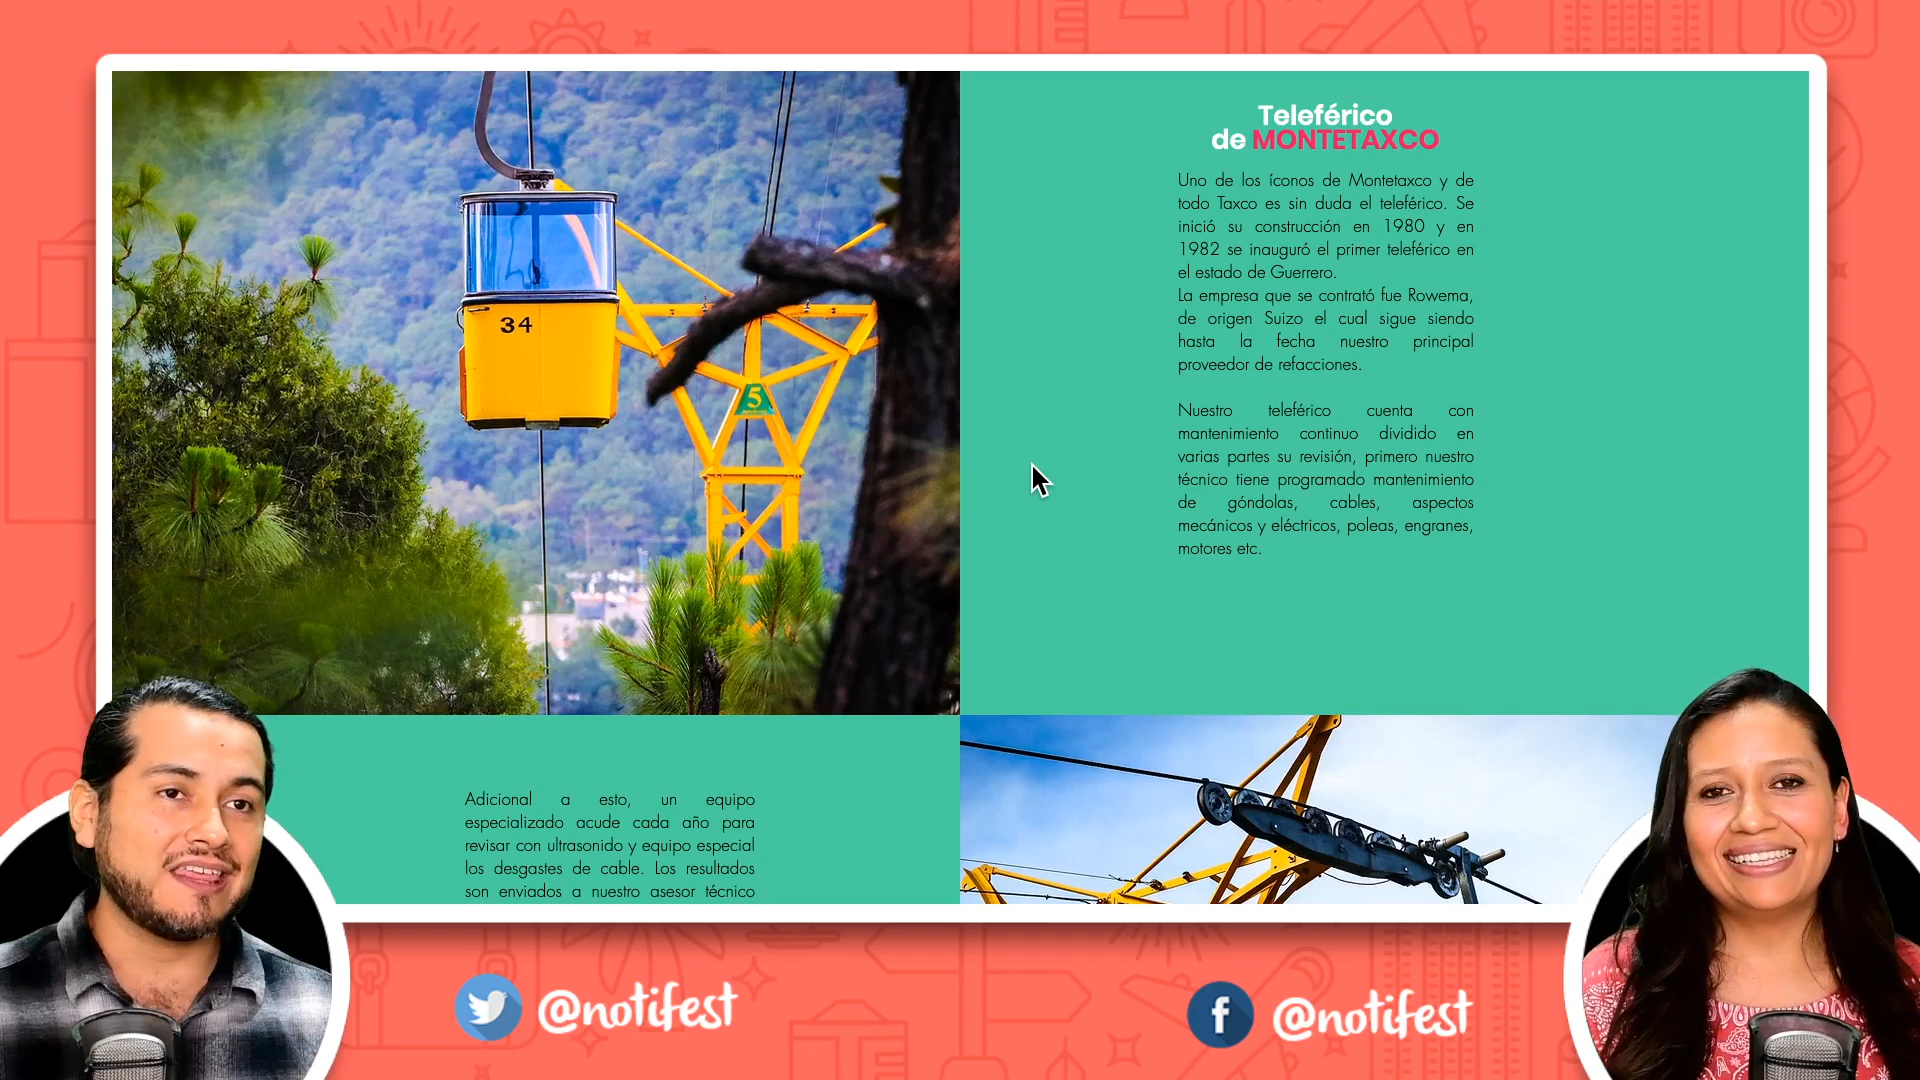 34
5
Teleférico
de MONTETAXCO
Uno de los íconos de Montetaxco y de
todo Taxco es sin duda el teleférico. Se
inició su construcción en 1980 y en
1982 se inauguró el primer teleférico en
el estado de Guerrero.
La empresa que se contrató fue Rowema,
de origen Suizo el cual sigue siendo
hasta la fecha nuestro principal
proveedor de refacciones.
Nuestro teleférico cuenta con
mantenimiento continuo dividido en
varias partes su revisión, primero nuestro
técnico tiene programado mantenimiento
de góndolas, cables, aspectos
mecánicos y eléctricos, poleas, engranes,
motores etc.
Adicional a esto, un equipo
especializado acude cada año para
revisar con ultrasonido y equipo especial
los desgastes de cable. Los resultados
son enviados a nuestro asesor técnico
@notifest
@notifest